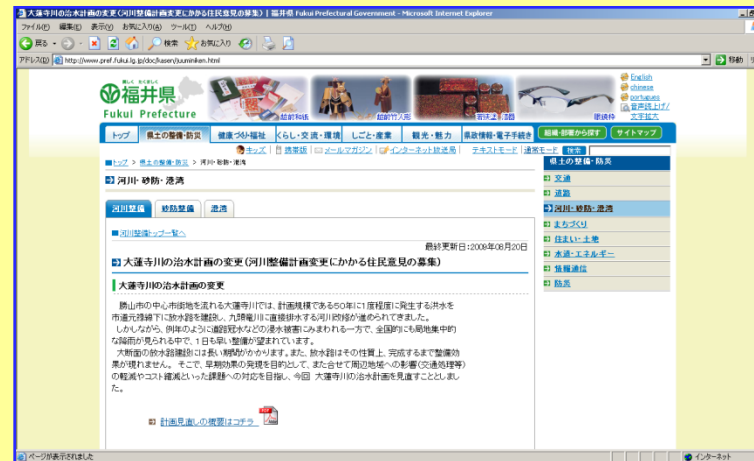 大蓮寺川の治水計画の変更(河川整備計画変更にかかる住民意見の募集) | 福井県 Fukui Prefectural Government - Microsoft Internet Explorer
ファイル(F) 編集(E) 表示(V) お気に入り(A) ツール(T) ヘルプ(H)
戻る 検索 お気に入り
アドレス(D) http://www.pref.fukui.lg.jp/doc/kasen/juuminiken.html 移動
福井県
Fukui Prefecture
越前和紙 越前竹人形 若狭塗り箸 眼鏡枠
English
chinese
portugues
音声読上げ/
文字拡大
トップ 県土の整備・防災 健康づくり・福祉 くらし・交流・環境 しごと・産業 観光・魅力 県政情報・電子手続き 組織・部署から探す サイトマップ
キッズ | 携帯版 | メールマガジン | インターネット放送局 | テキストモード | 通常モード 検索
トップ > 県土の整備・防災 > 河川・砂防・港湾
河川・砂防・港湾
河川整備 砂防整備 港湾
河川整備トップ一覧へ
最終更新日:2009年08月20日
大蓮寺川の治水計画の変更(河川整備計画変更にかかる住民意見の募集)
大蓮寺川の治水計画の変更
勝山市の中心市街地を流れる大蓮寺川では、計画規模である50年に1度程度に発生する洪水を
市道元禄線下に放水路を建設し、九頭竜川に直接排水する河川改修が進められてきました。
しかしながら、例年のように道路冠水などの浸水被害にみまわれる一方で、全国的にも局地集中的
な降雨が見られる中で、1日も早い整備が望まれています。
大断面の放水路建設には長い期間がかかります。また、放水路はその性質上、完成するまで整備効
果が現れません。 そこで、早期効果の発現を目的として、また合せて周辺地域への影響(交通処理等)
の軽減やコスト縮減といった課題への対応を目指し、今回 大蓮寺川の治水計画を見直すこととしまし
た。
計画見直しの概要はコチラ
県土の整備・防災
交通
道路
河川・砂防・港湾
まちづくり
住まい・土地
水道・エネルギー
情報通信
防災
ページが表示されました インターネット